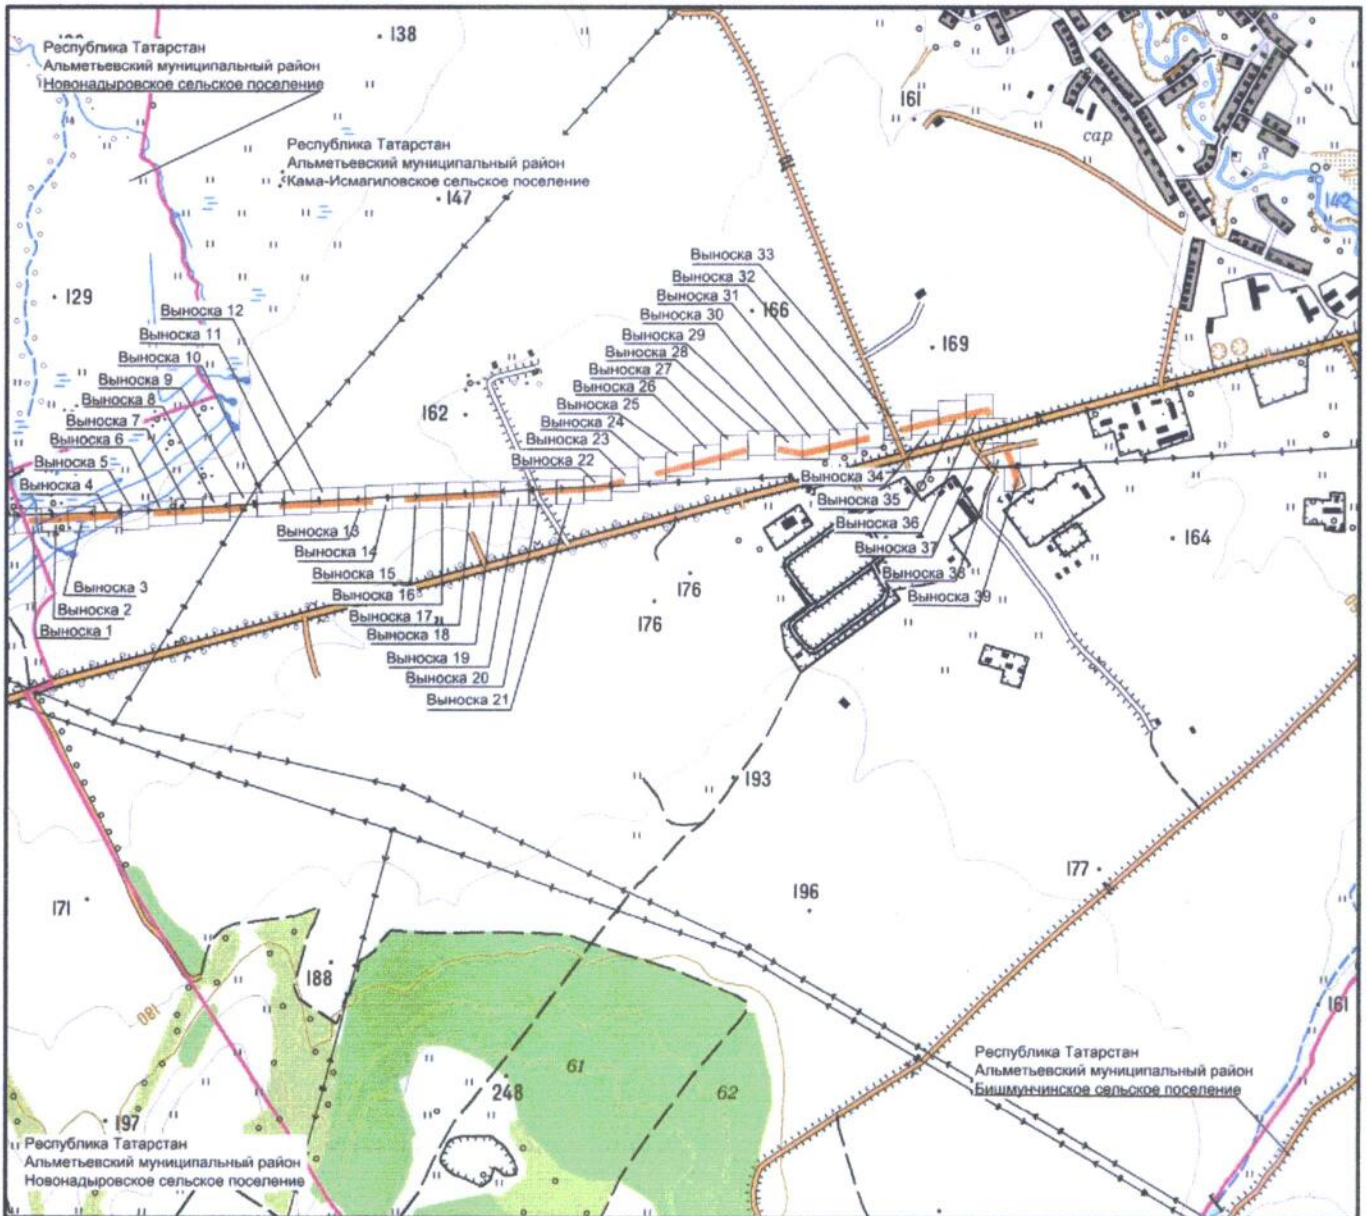 138
Республика Татарстан
Альметьевский муниципальный район
Новонадыровское сельское поселение
161
сар.
Республика Татарстан
Альметьевский муниципальный район
Кама-Исмагиловское сельское поселение
147
142
Выноска 33
Выноска 32
129
Выноска 31
166
Выноска 12
Выноска 30
Выноска 11
Выноска 29
169
Выноска 10
Выноска 28
Выноска 9
Выноска 27
Выноска 8
Выноска 26
Выноска 7
162
Выноска 25
Выноска 6
Выноска 24
Выноска 23
Выноска 5
Выноска 22
Выноска 4
Выноска 34
Выноска 35
Выноска 13
Выноска 36
Выноска 14
Выноска 37
164
Выноска 15
Выноска 38
Выноска 3
176
Выноска 16
Выноска 39
Выноска 2
Выноска 17
176
Выноска 1
Выноска 18
Выноска 19
Выноска 20
Выноска 21
193
177
196
171
188
180
161
Республика Татарстан
Альметьевский муниципальный район
Бишмунчинское сельское поселение
61
62
248
197
Республика Татарстан
Альметьевский муниципальный район
Новонадыровское сельское поселение